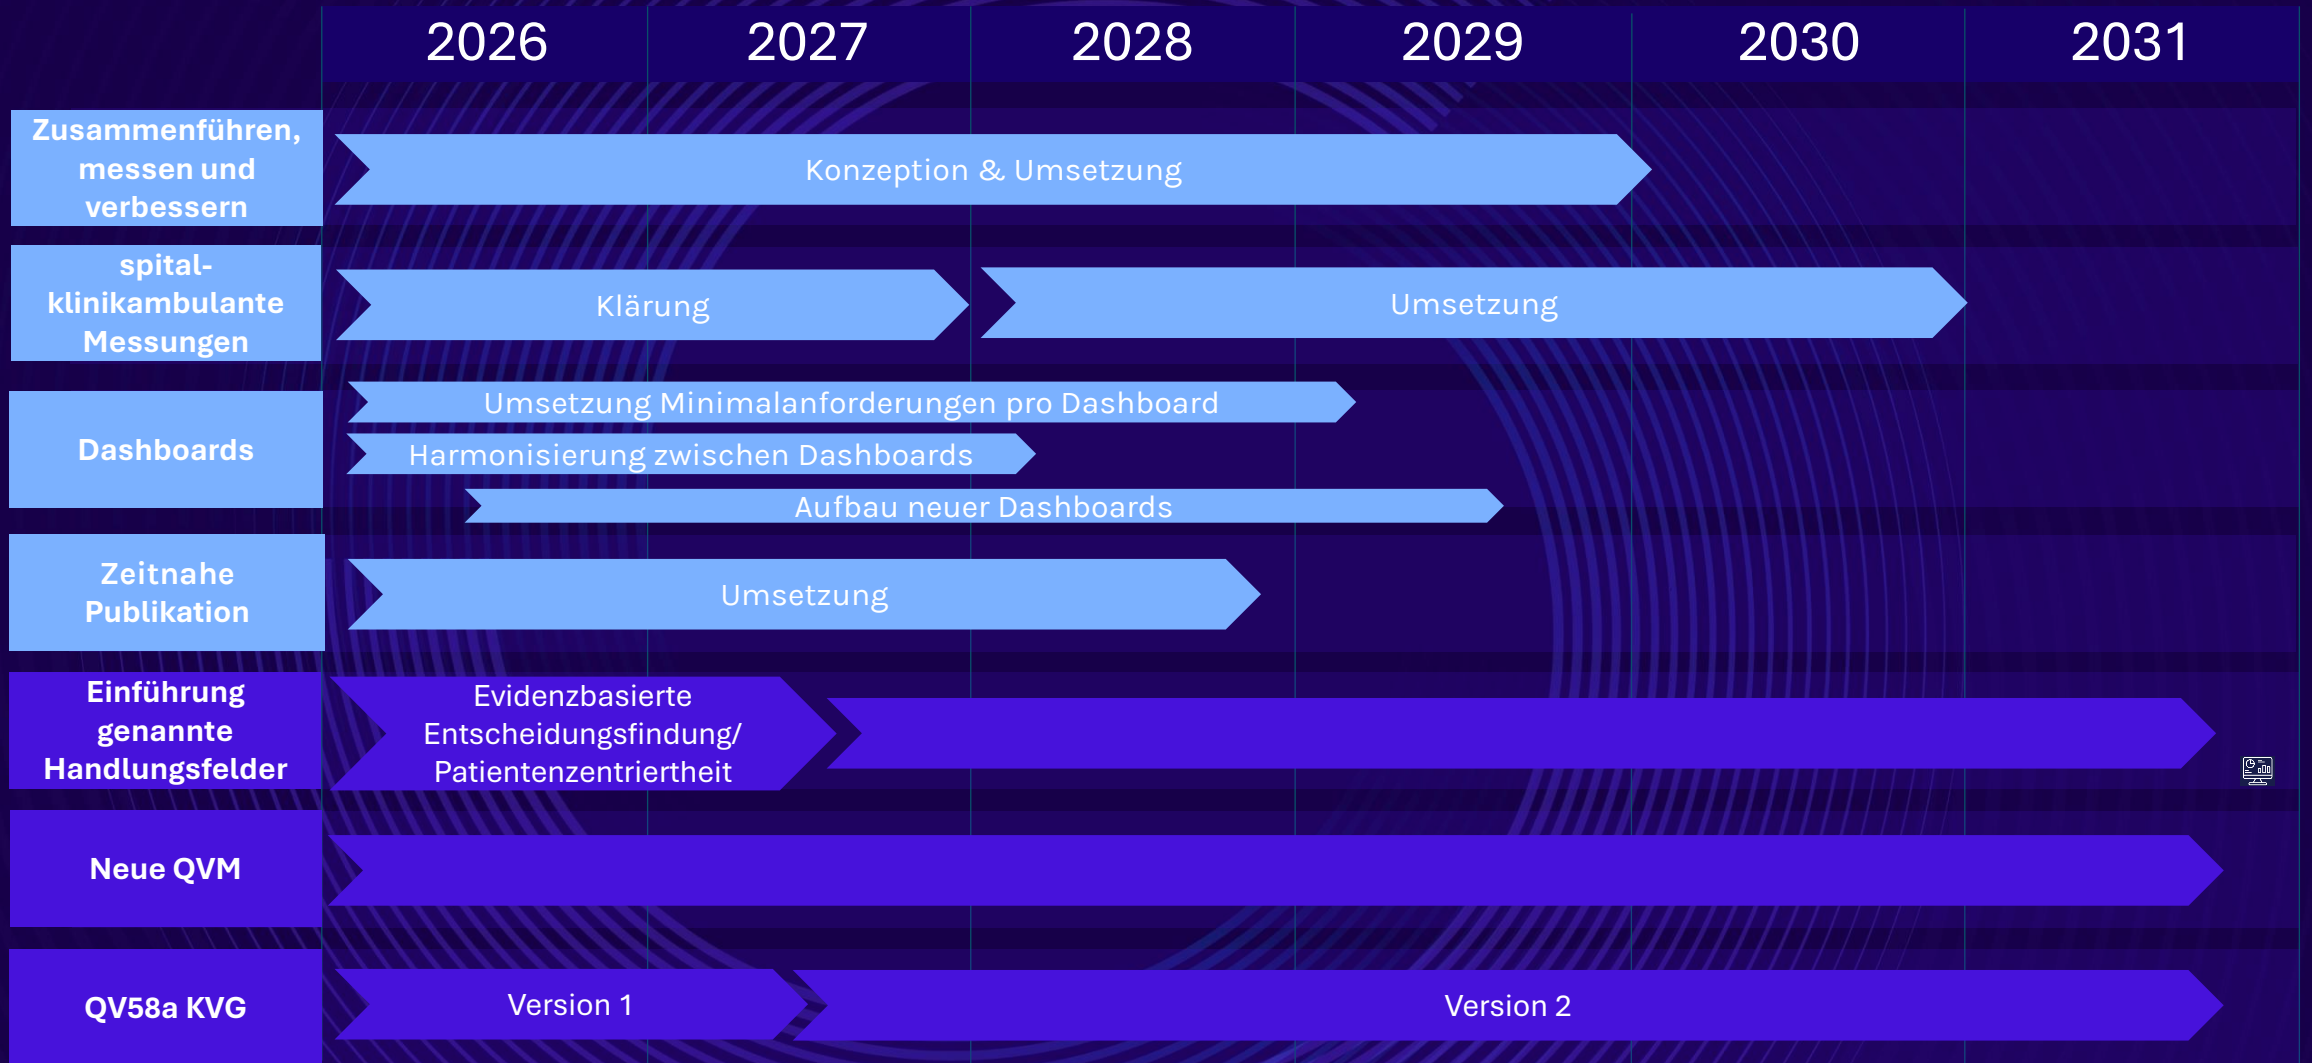 2026 2027 2028 2029 2030 2031
Zusammenführen,
messen und
verbessern
Konzeption & Umsetzung
spital-
klinikambulante
Messungen
Klärung
Umsetzung
Dashboards
Umsetzung Minimalanforderungen pro Dashboard
Harmonisierung zwischen Dashboards
Aufbau neuer Dashboards
Zeitnahe
Publikation
Umsetzung
Einführung
genannte
Handlungsfelder
Evidenzbasierte
Entscheidungsfindung/
Patientenzentriertheit
Neue QVM
QV58a KVG
Version 1
Version 2